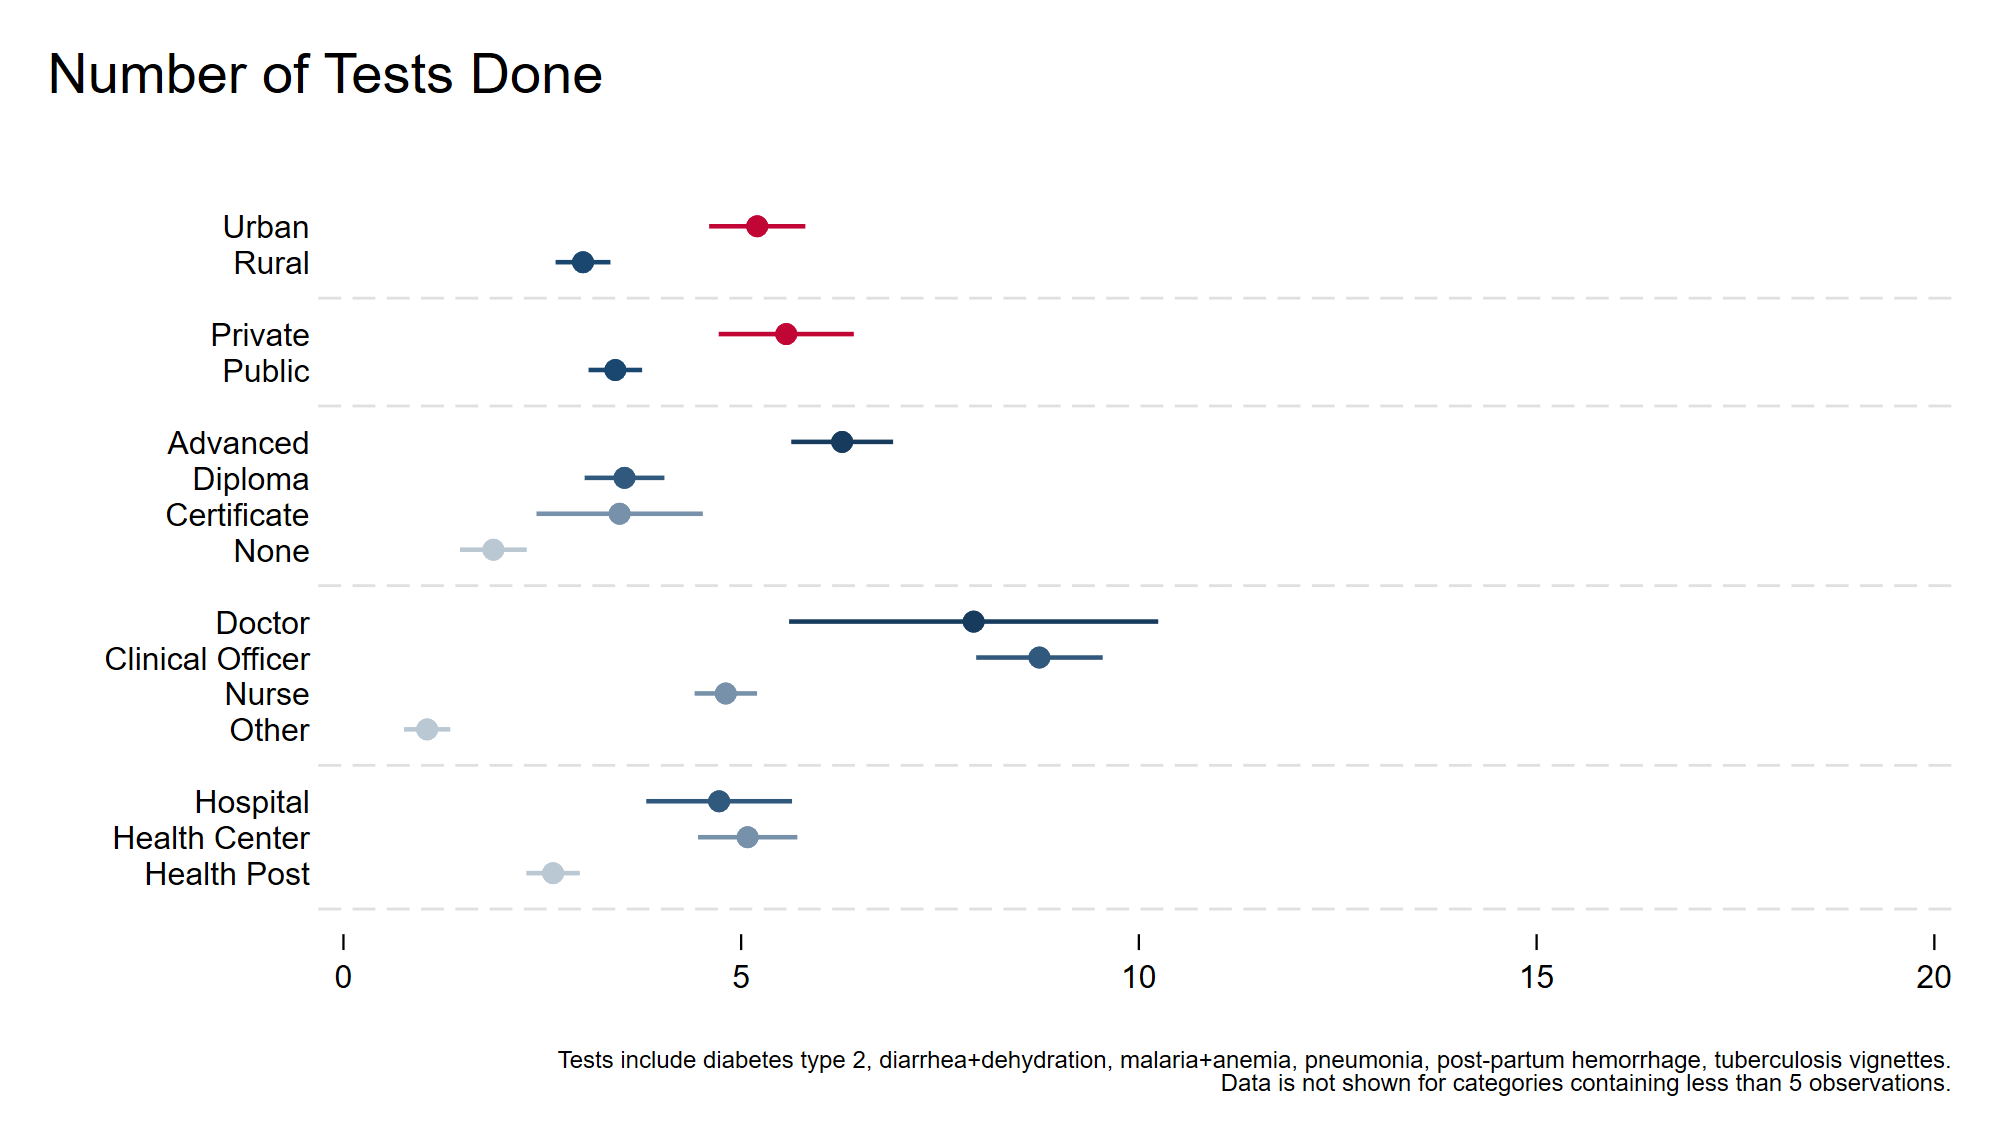 Number of Tests Done
Urban
Rural
Private
Public
Advanced
Diploma
Certificate
None
Doctor
Clinical Officer
Nurse
Other
Hospital
Health Center
Health Post
0 5 10 15 20
Tests include diabetes type 2, diarrhea+dehydration, malaria+anemia, pneumonia, post-partum hemorrhage, tuberculosis vignettes.
Data is not shown for categories containing less than 5 observations.